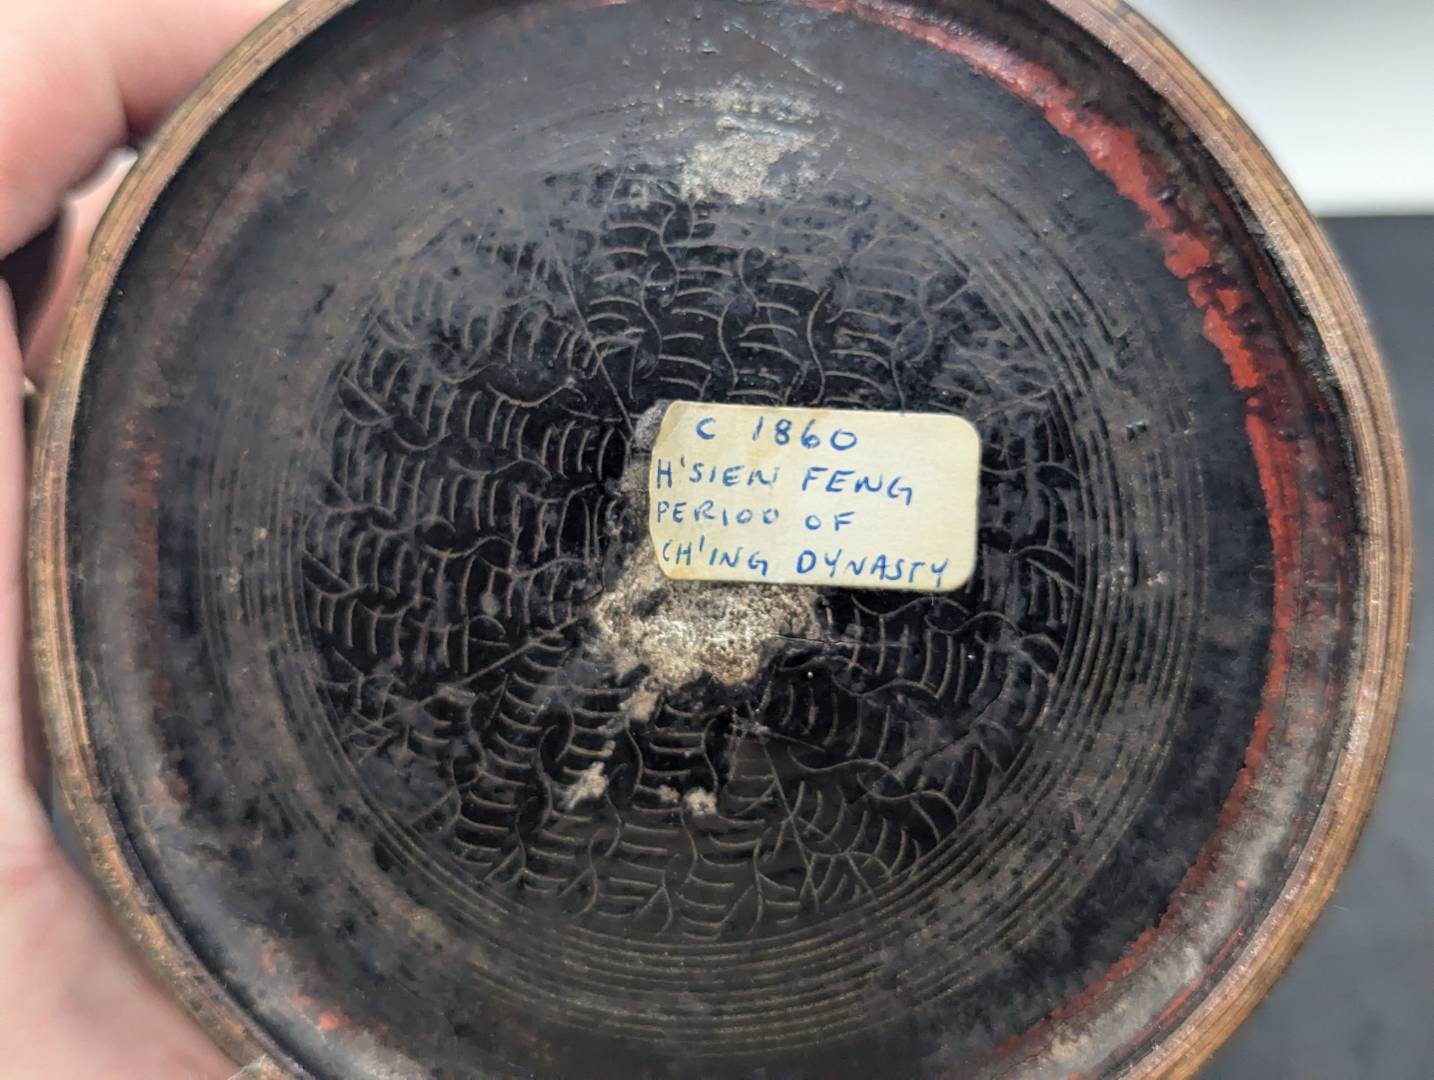 C 1860
H'SIEN FENG
PERIOD OF
CH'ING DYNASTY